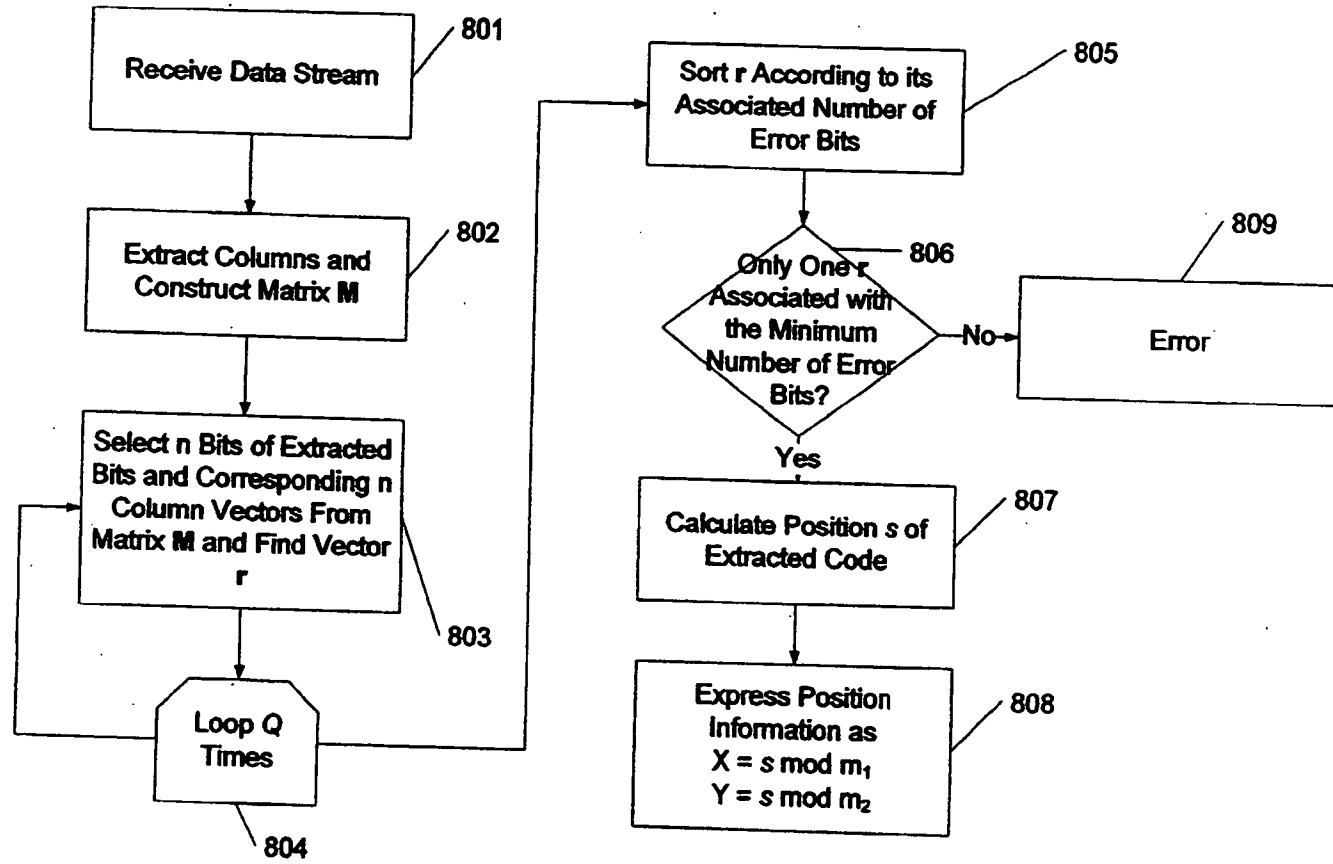 801
Receive Data Stream
802
Extract Columns and
Construct Matrix M
Select n Bits of Extracted
Bits and Corresponding n
Column Vectors From
Matrix M and Find Vector
r
803
Loop Q
Times
804
805
Sort r According to its
Associated Number of
Error Bits
806
Only One r
Associated with
the Minimum
Number of Error
Bits?
No
809
Error
Yes
807
Calculate Position s of
Extracted Code
808
Express Position
Information as
X = s mod m₁
Y = s mod m₂